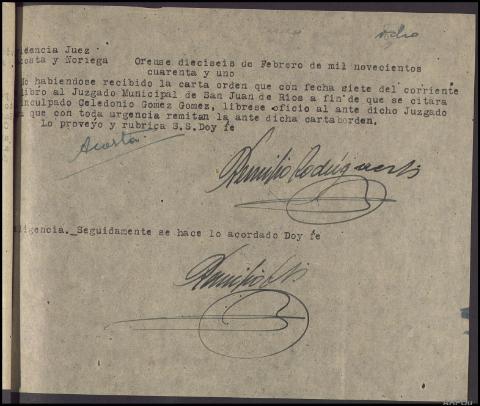 dencia Juez
costa y Noriega Orense dieciseis de Febrero de mil novecientos
cuarenta y uno
No habiendose recibido la carta orden que con fecha siete del corriente
libro al Juzgado Municipal de San Juan de Rios a fin de que se citara
inculpado Celedonio Gomez Gomez, librese oficio al ante dicho Juzgado
que con toda urgencia remitan la ante dicha cartaborden.
Lo proveyo y rubrica S.S. Doy fe
Acosta
ligencia._Seguidamente se hace lo acordado Doy fe